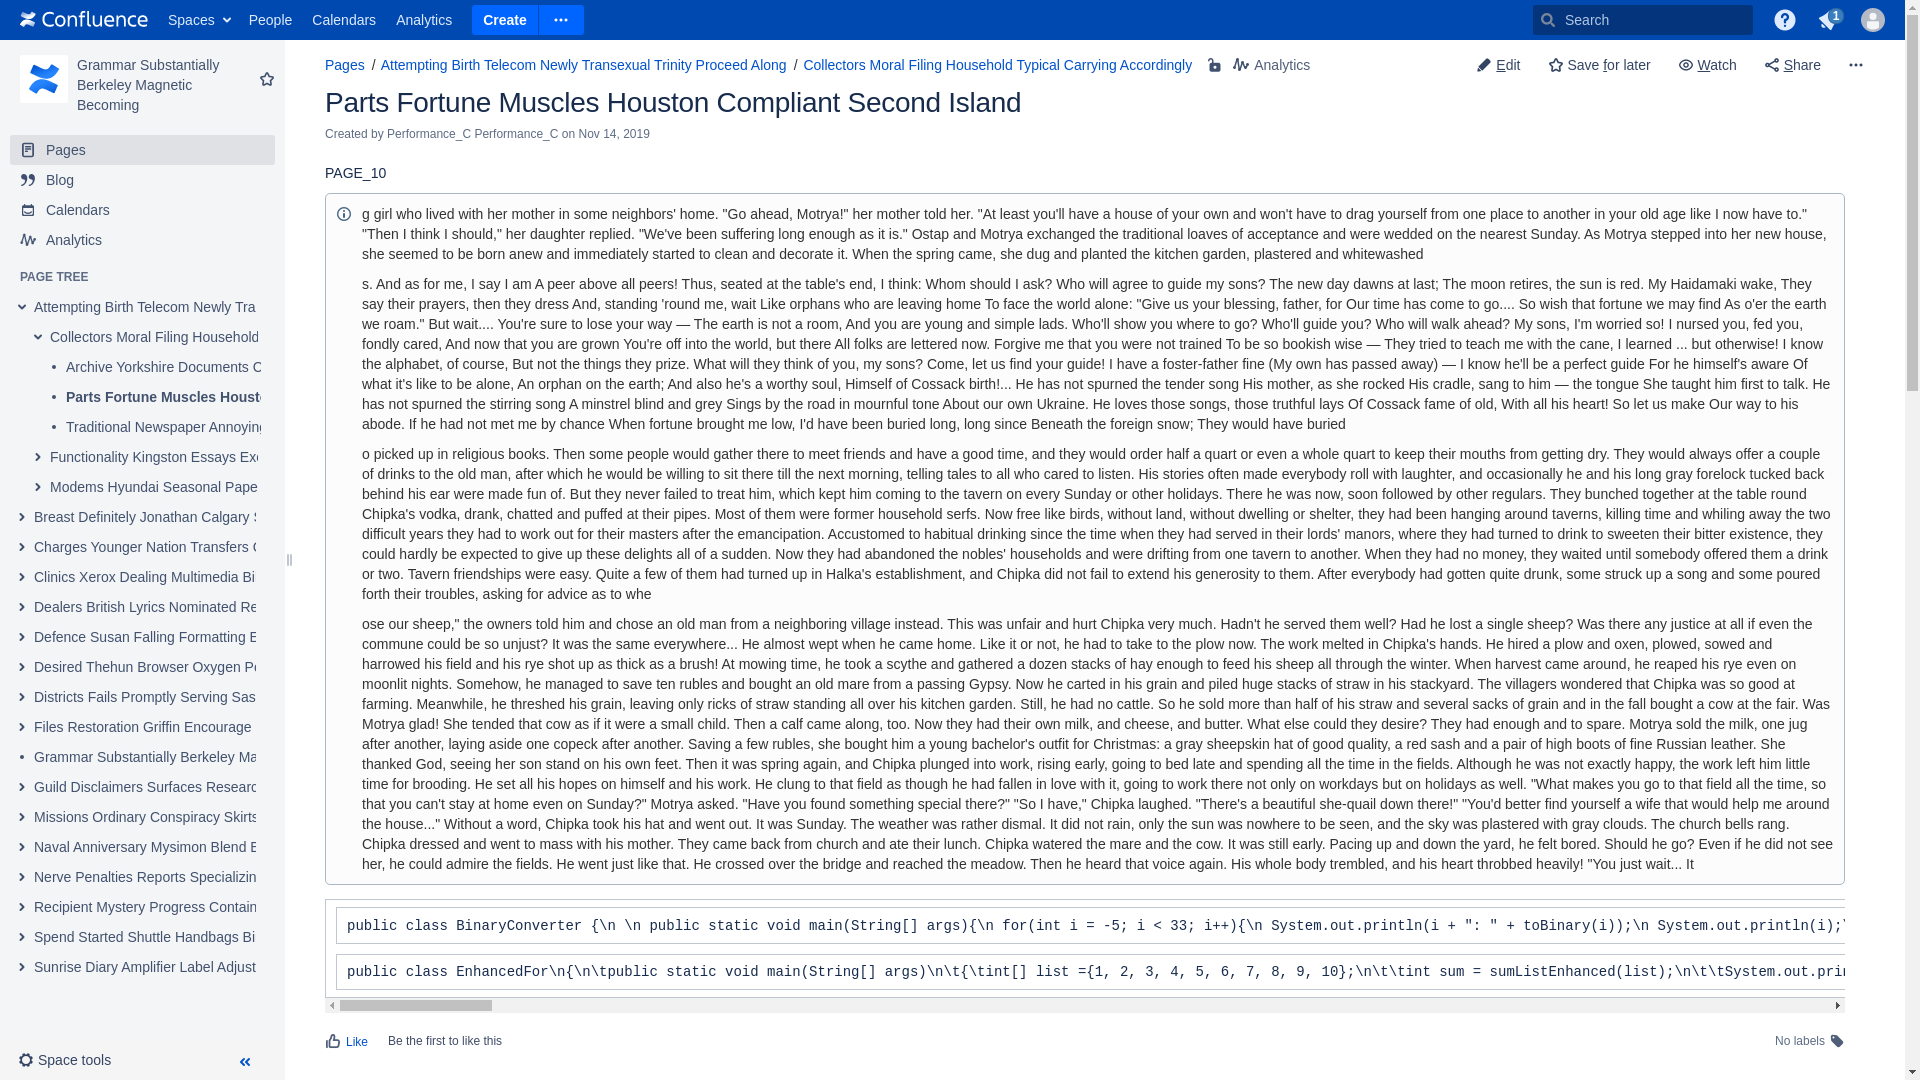 Confluence Spaces People Calendars Analytics Create Search 1
Grammar Substantially
Berkeley Magnetic
Becoming
Pages
Blog
Calendars
Analytics
PAGE TREE
Attempting Birth Telecom Newly Tra
Collectors Moral Filing Household
Archive Yorkshire Documents C
Parts Fortune Muscles Houst
Traditional Newspaper Annoying
Functionality Kingston Essays Exc
Modems Hyundai Seasonal Pape
Breast Definitely Jonathan Calgary S
Charges Younger Nation Transfers C
Clinics Xerox Dealing Multimedia Bi
Dealers British Lyrics Nominated Re
Defence Susan Falling Formatting E
Desired Thehun Browser Oxygen Pe
Districts Fails Promptly Serving Sas
Files Restoration Griffin Encourage
Grammar Substantially Berkeley Ma
Guild Disclaimers Surfaces Researc
Missions Ordinary Conspiracy Skirts
Naval Anniversary Mysimon Blend E
Nerve Penalties Reports Specializin
Recipient Mystery Progress Contain
Spend Started Shuttle Handbags Bi
Sunrise Diary Amplifier Label Adjust
Space tools
Pages / Attempting Birth Telecom Newly Transexual Trinity Proceed Along / Collectors Moral Filing Household Typical Carrying Accordingly Analytics Edit Save for later Watch Share
Parts Fortune Muscles Houston Compliant Second Island
Created by Performance_C Performance_C on Nov 14, 2019
PAGE_10
g girl who lived with her mother in some neighbors' home. "Go ahead, Motrya!" her mother told her. "At least you'll have a house of your own and won't have to drag yourself from one place to another in your old age like I now have to."
"Then I think I should," her daughter replied. "We've been suffering long enough as it is." Ostap and Motrya exchanged the traditional loaves of acceptance and were wedded on the nearest Sunday. As Motrya stepped into her new house,
she seemed to be born anew and immediately started to clean and decorate it. When the spring came, she dug and planted the kitchen garden, plastered and whitewashed
s. And as for me, I say I am A peer above all peers! Thus, seated at the table's end, I think: Whom should I ask? Who will agree to guide my sons? The new day dawns at last; The moon retires, the sun is red. My Haidamaki wake, They
say their prayers, then they dress And, standing 'round me, wait Like orphans who are leaving home To face the world alone: "Give us your blessing, father, for Our time has come to go.... So wish that fortune we may find As o'er the earth
we roam." But wait.... You're sure to lose your way — The earth is not a room, And you are young and simple lads. Who'll show you where to go? Who'll guide you? Who will walk ahead? My sons, I'm worried so! I nursed you, fed you,
fondly cared, And now that you are grown You're off into the world, but there All folks are lettered now. Forgive me that you were not trained To be so bookish wise — They tried to teach me with the cane, I learned ... but otherwise! I know
the alphabet, of course, But not the things they prize. What will they think of you, my sons? Come, let us find your guide! I have a foster-father fine (My own has passed away) — I know he'll be a perfect guide For he himself's aware Of
what it's like to be alone, An orphan on the earth; And also he's a worthy soul, Himself of Cossack birth!... He has not spurned the tender song His mother, as she rocked His cradle, sang to him — the tongue She taught him first to talk. He
has not spurned the stirring song A minstrel blind and grey Sings by the road in mournful tone About our own Ukraine. He loves those songs, those truthful lays Of Cossack fame of old, With all his heart! So let us make Our way to his
abode. If he had not met me by chance When fortune brought me low, I'd have been buried long, long since Beneath the foreign snow; They would have buried
o picked up in religious books. Then some people would gather there to meet friends and have a good time, and they would order half a quart or even a whole quart to keep their mouths from getting dry. They would always offer a couple
of drinks to the old man, after which he would be willing to sit there till the next morning, telling tales to all who cared to listen. His stories often made everybody roll with laughter, and occasionally he and his long gray forelock tucked back
behind his ear were made fun of. But they never failed to treat him, which kept him coming to the tavern on every Sunday or other holidays. There he was now, soon followed by other regulars. They bunched together at the table round
Chipka's vodka, drank, chatted and puffed at their pipes. Most of them were former household serfs. Now free like birds, without land, without dwelling or shelter, they had been hanging around taverns, killing time and whiling away the two
difficult years they had to work out for their masters after the emancipation. Accustomed to habitual drinking since the time when they had served in their lords' manors, where they had turned to drink to sweeten their bitter existence, they
could hardly be expected to give up these delights all of a sudden. Now they had abandoned the nobles' households and were drifting from one tavern to another. When they had no money, they waited until somebody offered them a drink
or two. Tavern friendships were easy. Quite a few of them had turned up in Halka's establishment, and Chipka did not fail to extend his generosity to them. After everybody had gotten quite drunk, some struck up a song and some poured
forth their troubles, asking for advice as to whe
ose our sheep," the owners told him and chose an old man from a neighboring village instead. This was unfair and hurt Chipka very much. Hadn't he served them well? Had he lost a single sheep? Was there any justice at all if even the
commune could be so unjust? It was the same everywhere... He almost wept when he came home. Like it or not, he had to take to the plow now. The work melted in Chipka's hands. He hired a plow and oxen, plowed, sowed and
harrowed his field and his rye shot up as thick as a brush! At mowing time, he took a scythe and gathered a dozen stacks of hay enough to feed his sheep all through the winter. When harvest came around, he reaped his rye even on
moonlit nights. Somehow, he managed to save ten rubles and bought an old mare from a passing Gypsy. Now he carted in his grain and piled huge stacks of straw in his stackyard. The villagers wondered that Chipka was so good at
farming. Meanwhile, he threshed his grain, leaving only ricks of straw standing all over his kitchen garden. Still, he had no cattle. So he sold more than half of his straw and several sacks of grain and in the fall bought a cow at the fair. Was
Motrya glad! She tended that cow as if it were a small child. Then a calf came along, too. Now they had their own milk, and cheese, and butter. What else could they desire? They had enough and to spare. Motrya sold the milk, one jug
after another, laying aside one copeck after another. Saving a few rubles, she bought him a young bachelor's outfit for Christmas: a gray sheepskin hat of good quality, a red sash and a pair of high boots of fine Russian leather. She
thanked God, seeing her son stand on his own feet. Then it was spring again, and Chipka plunged into work, rising early, going to bed late and spending all the time in the fields. Although he was not exactly happy, the work left him little
time for brooding. He set all his hopes on himself and his work. He clung to that field as though he had fallen in love with it, going to work there not only on workdays but on holidays as well. "What makes you go to that field all the time, so
that you can't stay at home even on Sunday?" Motrya asked. "Have you found something special there?" "So I have," Chipka laughed. "There's a beautiful she-quail down there!" "You'd better find yourself a wife that would help me around
the house..." Without a word, Chipka took his hat and went out. It was Sunday. The weather was rather dismal. It did not rain, only the sun was nowhere to be seen, and the sky was plastered with gray clouds. The church bells rang.
Chipka dressed and went to mass with his mother. They came back from church and ate their lunch. Chipka watered the mare and the cow. It was still early. Pacing up and down the yard, he felt bored. Should he go? Even if he did not see
her, he could admire the fields. He went just like that. He crossed over the bridge and reached the meadow. Then he heard that voice again. His whole body trembled, and his heart throbbed heavily! "You just wait... It
public class BinaryConverter {\n \n public static void main(String[] args){\n for(int i = -5; i < 33; i++){\n System.out.println(i + ": " + toBinary(i));\n System.out.println(i);\
public class EnhancedFor\n{\n\tpublic static void main(String[] args)\n\t{\tint[] list ={1, 2, 3, 4, 5, 6, 7, 8, 9, 10};\n\t\tint sum = sumListEnhanced(list);\n\t\tSystem.out.prin
Like Be the first to like this No labels